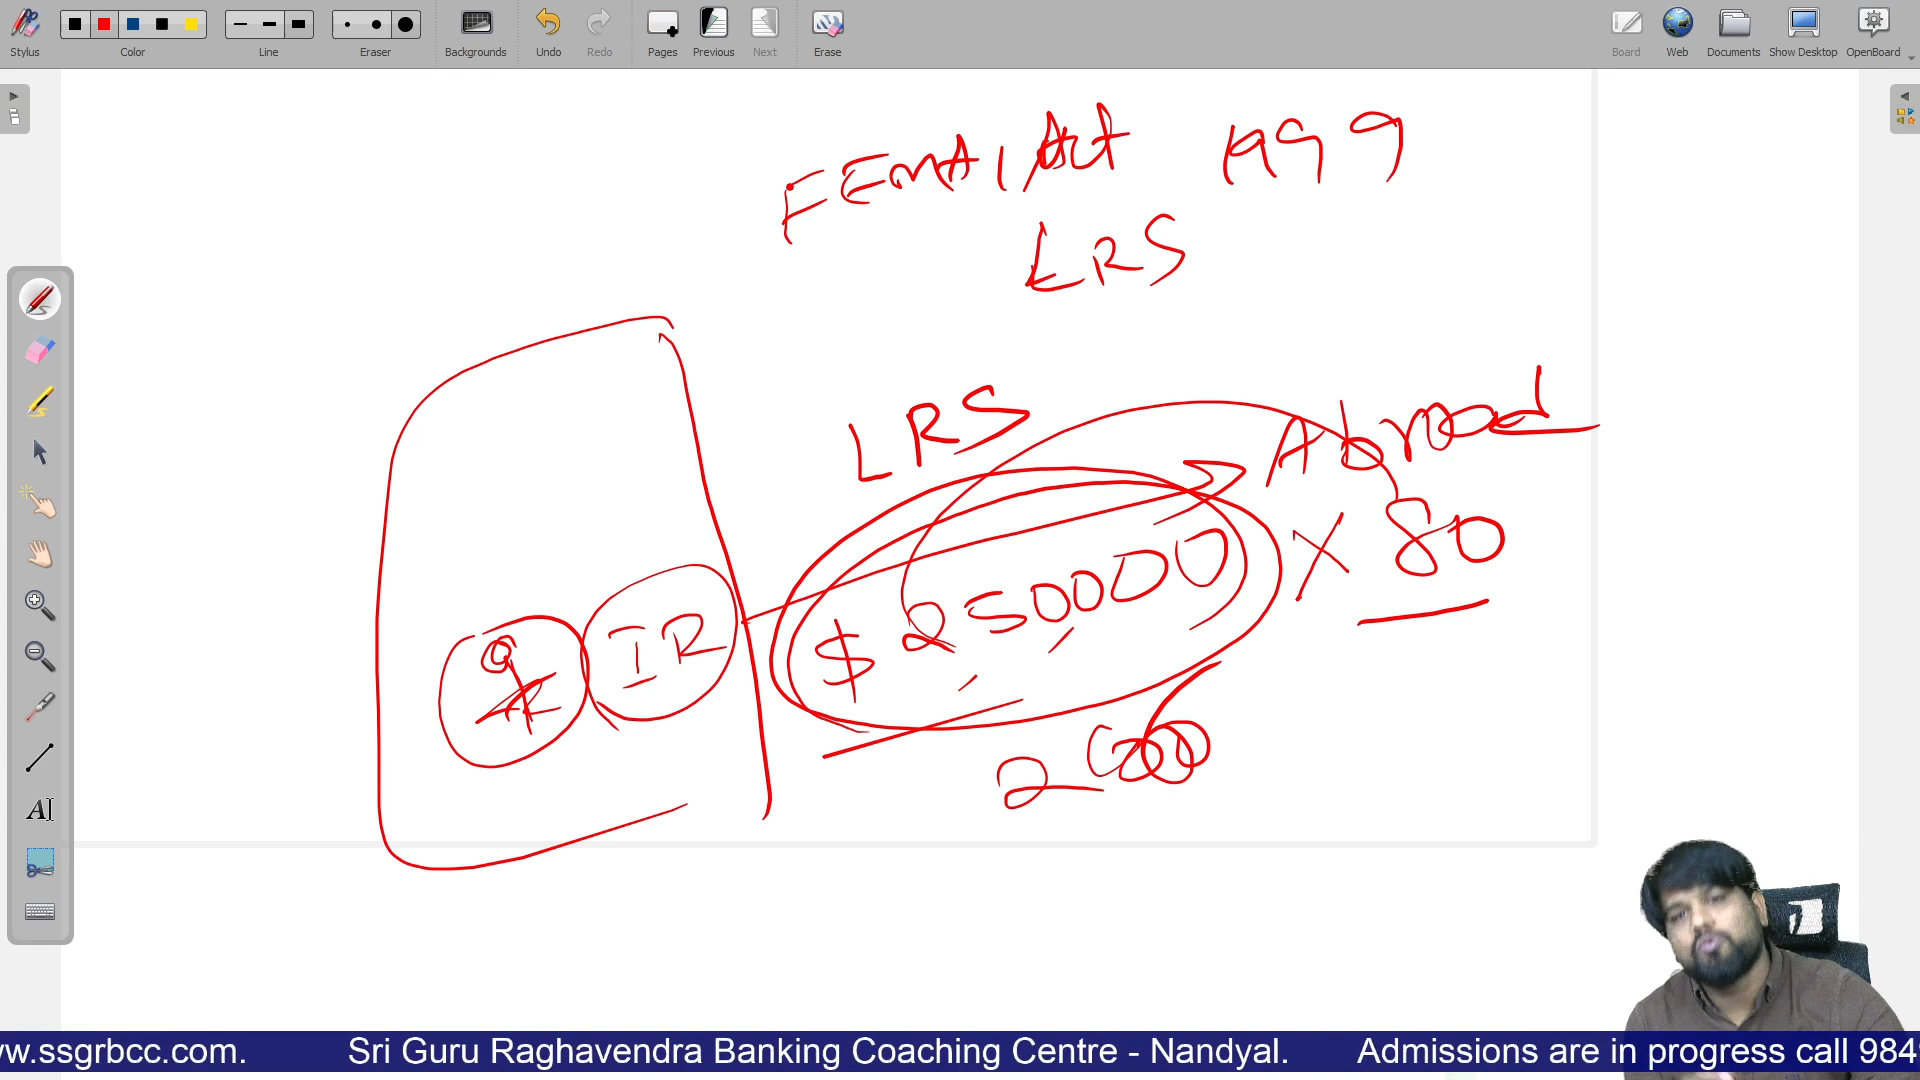 Stylus Color Line Eraser Backgrounds Undo Redo Pages Previous Next Erase Board Web Documents Show Desktop OpenBoard
FEMA, Act 1999
LRS
LRS
Abroad
$ 250000 × 80
IR
ww.ssgrbcc.com. Sri Guru Raghavendra Banking Coaching Centre - Nandyal. Admissions are in progress call 984